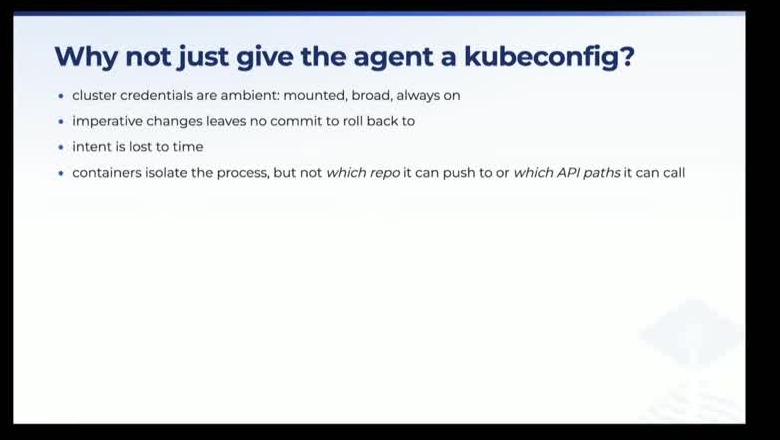 Why not just give the agent a kubeconfig?
• cluster credentials are ambient: mounted, broad, always on
• imperative changes leaves no commit to roll back to
• intent is lost to time
• containers isolate the process, but not which repo it can push to or which API paths it can call